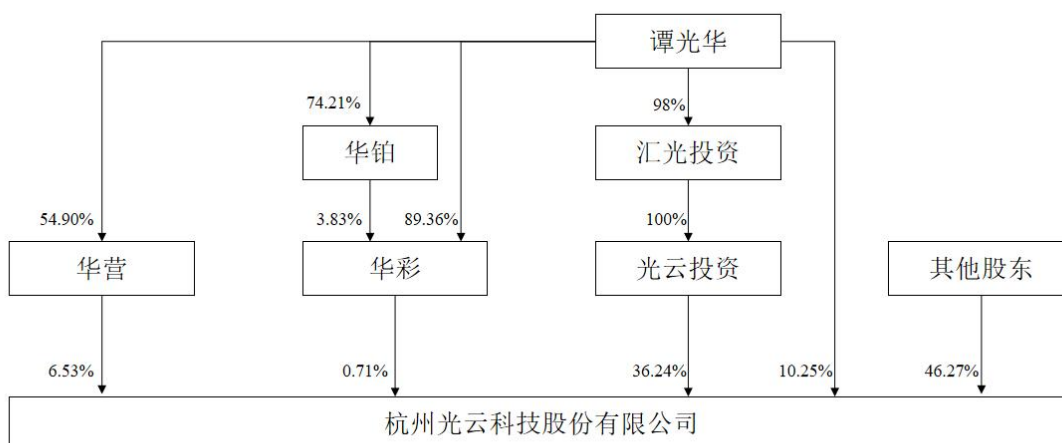 谭光华
74.21%
98%
华铂
汇光投资
54.90%
3.83%
89.36%
100%
华营
华彩
光云投资
其他股东
6.53%
0.71%
36.24%
10.25%
46.27%
杭州光云科技股份有限公司